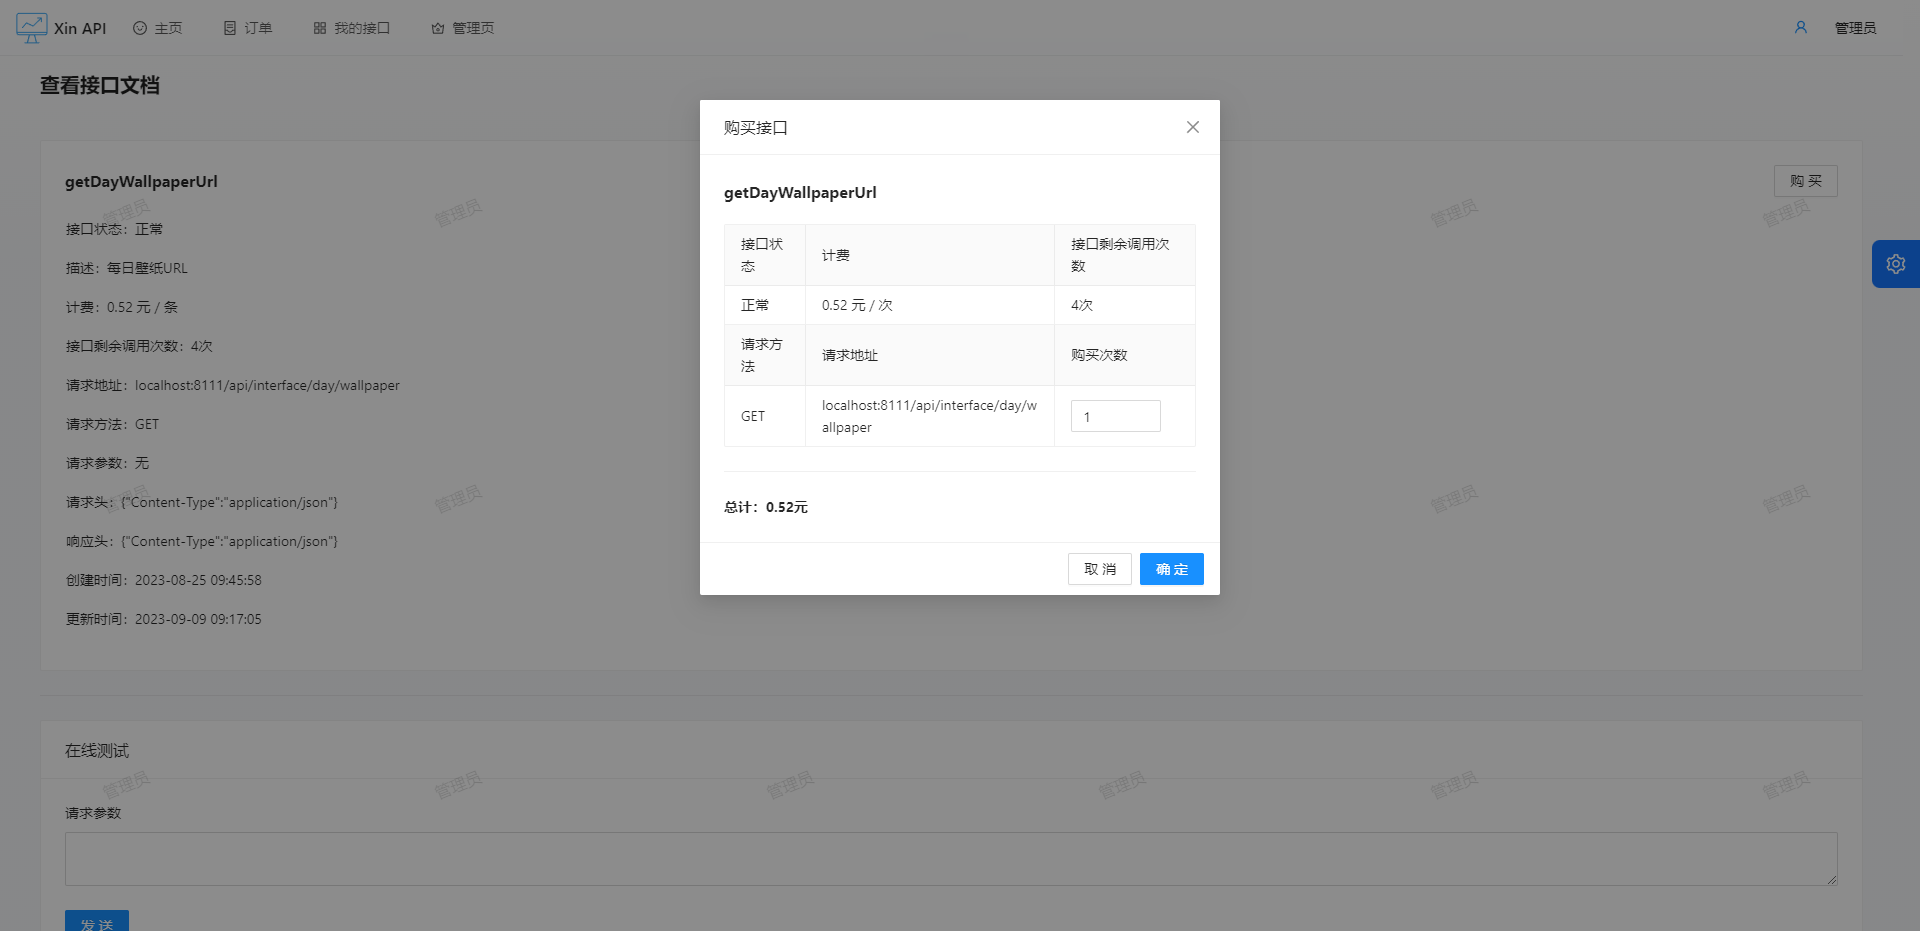 Xin API
主页
订单
我的接口
管理页
管理员
查看接口文档
getDayWallpaperUrl
购 买
接口状态：正常
描述：每日壁纸URL
计费：0.52 元 / 条
接口剩余调用次数：4次
请求地址：localhost:8111/api/interface/day/wallpaper
请求方法：GET
请求参数：无
请求头：{"Content-Type":"application/json"}
响应头：{"Content-Type":"application/json"}
创建时间：2023-08-25 09:45:58
更新时间：2023-09-09 09:17:05
管理员
管理员
管理员
管理员
管理员
管理员
管理员
管理员
购买接口
getDayWallpaperUrl
接口状
态
计费
接口剩余调用次
数
正常
0.52 元 / 次
4次
请求方
法
请求地址
购买次数
GET
localhost:8111/api/interface/day/w
allpaper
1
总计：0.52元
取 消
确 定
在线测试
管理员
管理员
管理员
管理员
管理员
管理员
请求参数
发 送